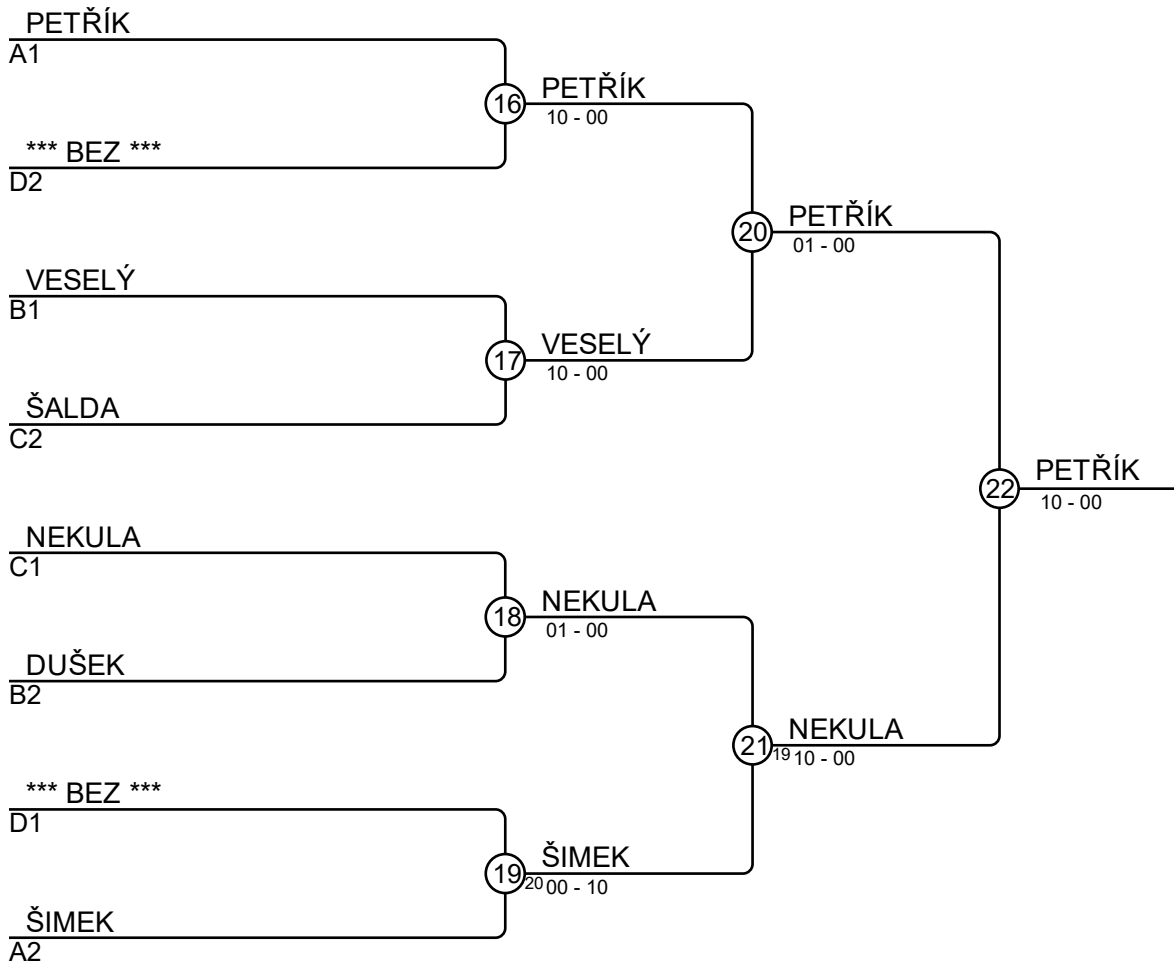 PETŘÍK
A1
16
PETŘÍK
10 - 00
*** BEZ ***
D2
20
PETŘÍK
01 - 00
VESELÝ
B1
17
VESELÝ
10 - 00
ŠALDA
C2
22
PETŘÍK
10 - 00
NEKULA
C1
18
NEKULA
01 - 00
DUŠEK
B2
21
NEKULA
19 10 - 00
*** BEZ ***
D1
19
ŠIMEK
20 00 - 10
ŠIMEK
A2